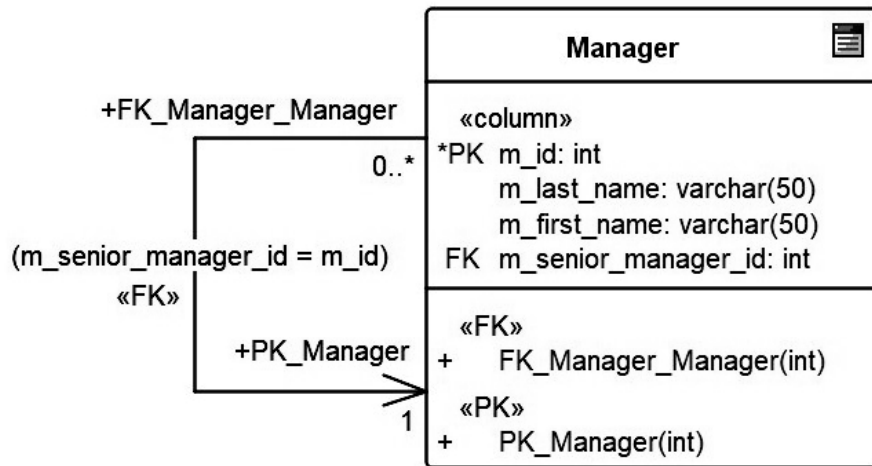 Manager
+FK_Manager_Manager
0..*
(m_senior_manager_id = m_id)
«FK»
+PK_Manager
1
«column»
*PK m_id: int
m_last_name: varchar(50)
m_first_name: varchar(50)
FK m_senior_manager_id: int
«FK»
+ FK_Manager_Manager(int)
«PK»
+ PK_Manager(int)